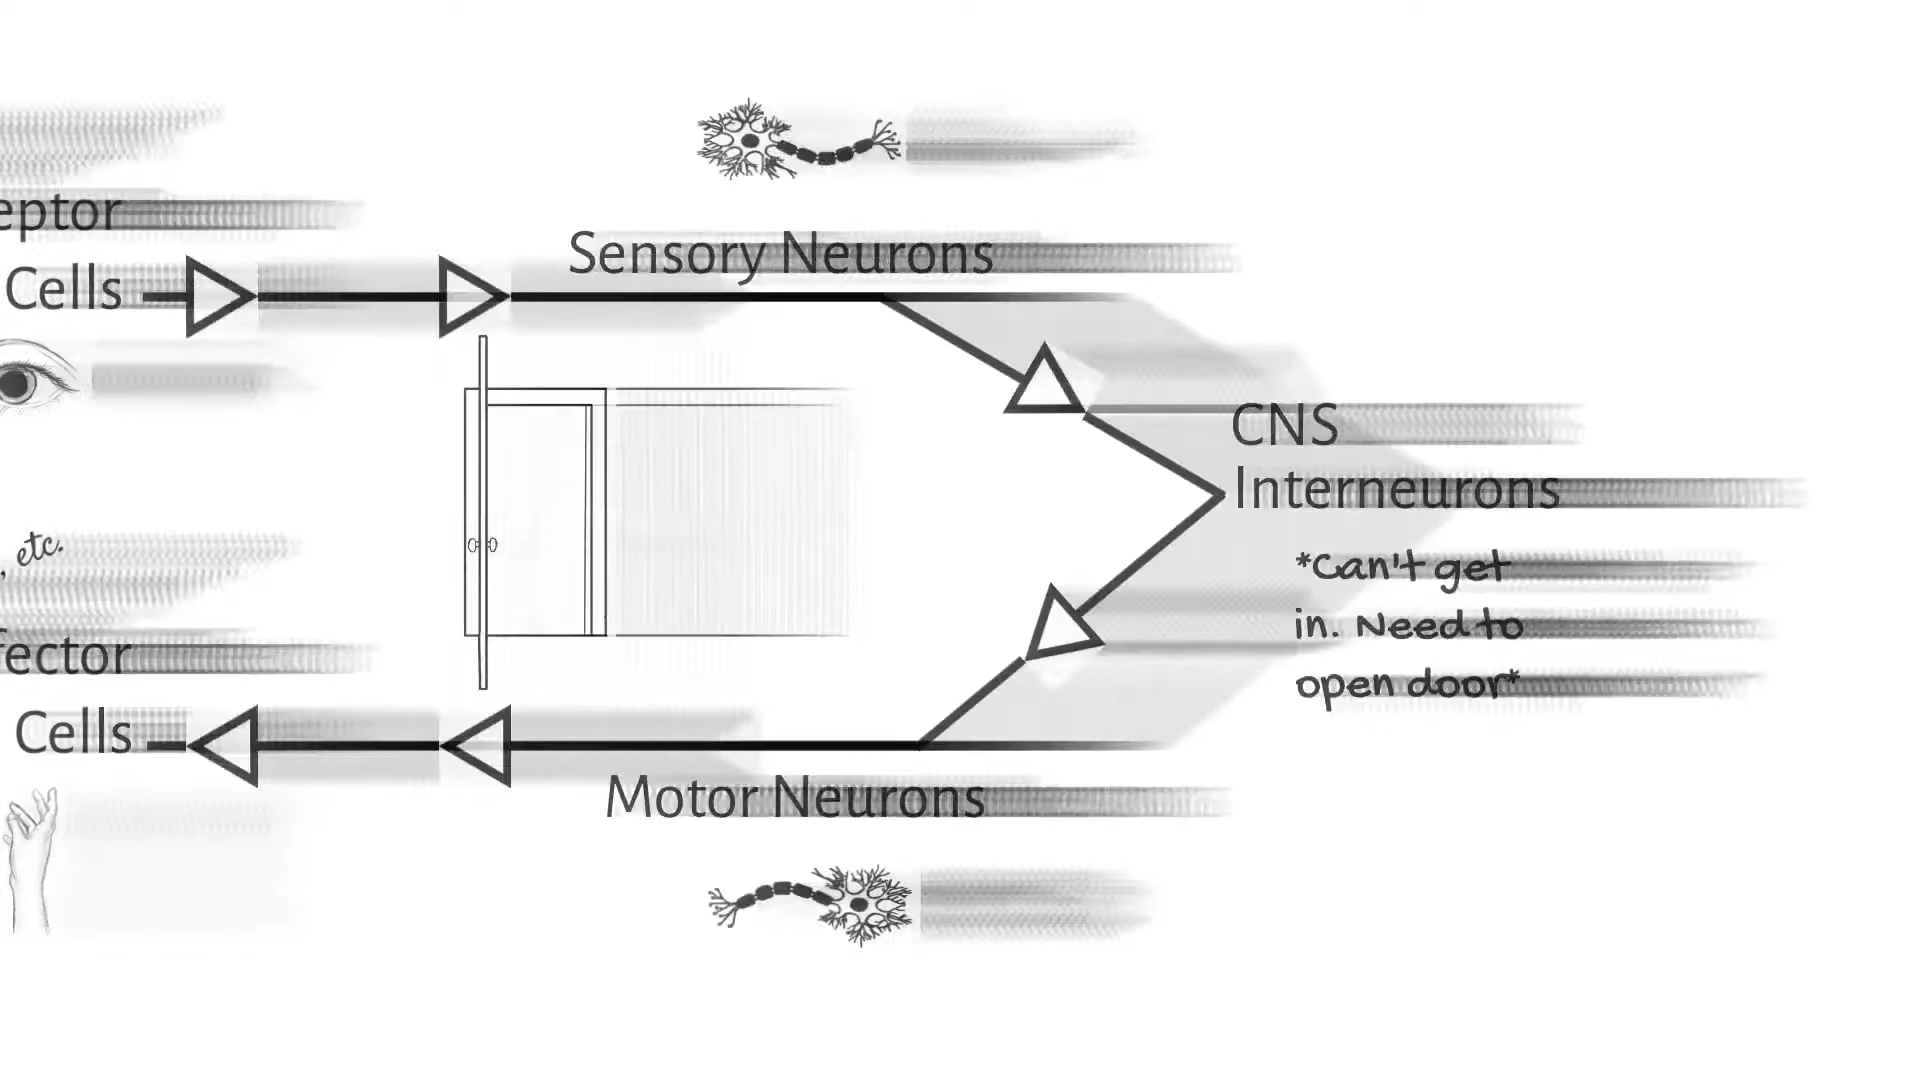 eptor
Cells
Sensory Neurons
CNS
Interneurons
*Can't get
in. Need to
open door*
, etc.
fector
Cells
Motor Neurons